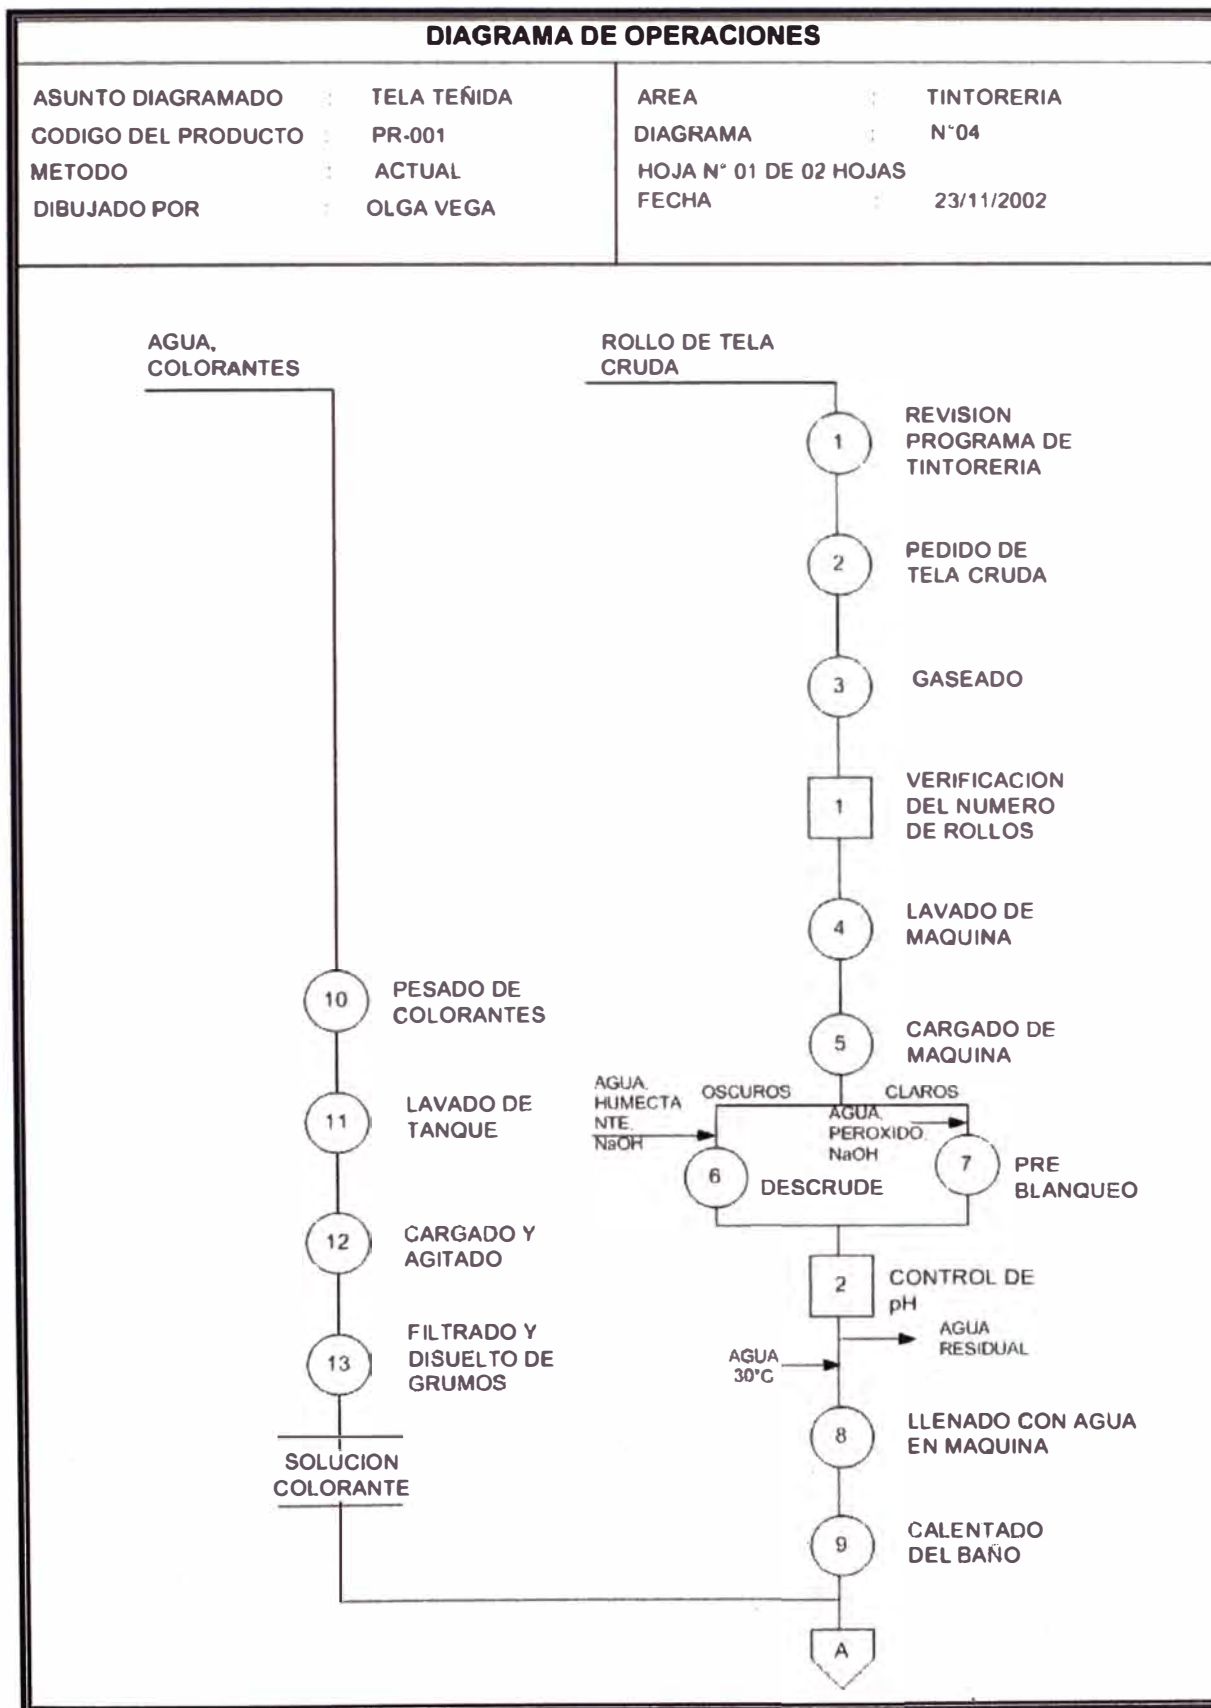 DIAGRAMA DE OPERACIONES
ASUNTO DIAGRAMADO : TELA TEÑIDA
CODIGO DEL PRODUCTO : PR-001
METODO : ACTUAL
DIBUJADO POR : OLGA VEGA
AREA : TINTORERIA
DIAGRAMA : N°04
HOJA N° 01 DE 02 HOJAS
FECHA : 23/11/2002
AGUA,
COLORANTES
10
PESADO DE
COLORANTES
11
LAVADO DE
TANQUE
12
CARGADO Y
AGITADO
13
FILTRADO Y
DISUELTO DE
GRUMOS
SOLUCION
COLORANTE
ROLLO DE TELA
CRUDA
1
REVISION
PROGRAMA DE
TINTORERIA
2
PEDIDO DE
TELA CRUDA
3
GASEADO
1
VERIFICACION
DEL NUMERO
DE ROLLOS
4
LAVADO DE
MAQUINA
5
CARGADO DE
MAQUINA
OSCUROS
CLAROS
AGUA,
HUMECTA
NTE,
NaOH
6
DESCRUDE
AGUA,
PEROXIDO,
NaOH
7
PRE
BLANQUEO
2
CONTROL DE
pH
AGUA
RESIDUAL
AGUA
30°C
8
LLENADO CON AGUA
EN MAQUINA
9
CALENTADO
DEL BAÑO
A